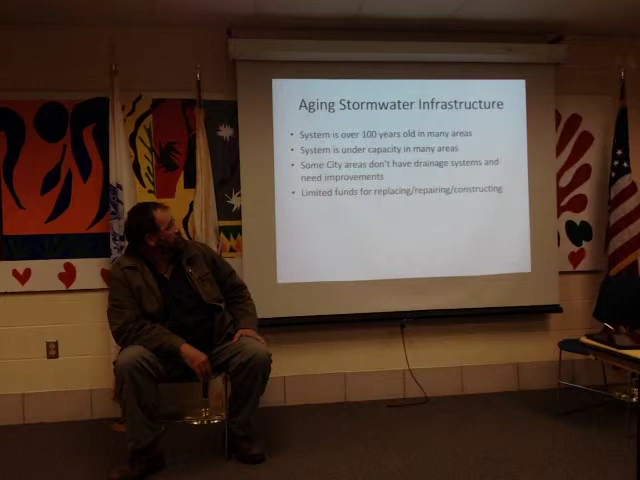 Aging Stormwater Infrastructure
• System is over 100 years old in many areas
• System is under capacity in many areas
• Some City areas don't have drainage systems and
need improvements
• Limited funds for replacing/repairing/constructing